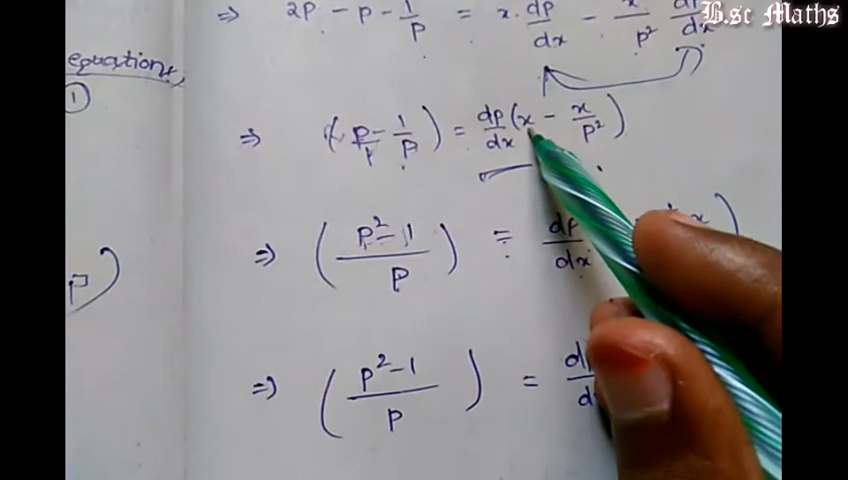 B.sc Maths
⇒ 2P - P - 1/P = x. dp/dx - x/p² dp/dx
equations,
①
⇒ (P - 1/P) = dp/dx (x - x/p²)
⇒ (P² - 1 / P) = dp/dx x)
P)
⇒ (P² - 1 / P) =